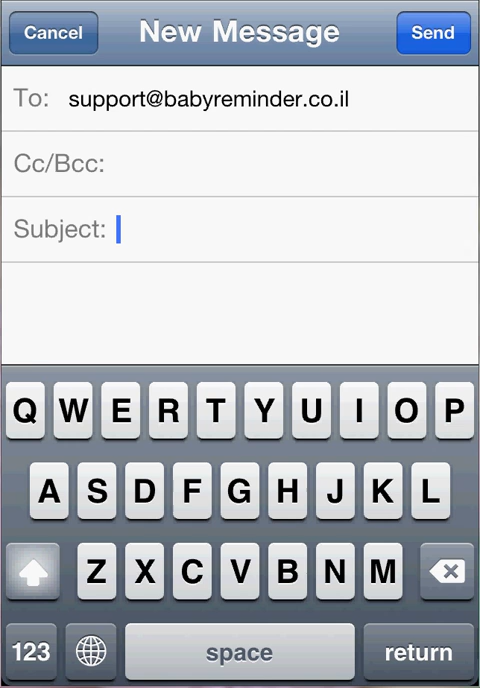 Cancel New Message Send
To: support@babyreminder.co.il
Cc/Bcc:
Subject:
Q W E R T Y U I O P
A S D F G H J K L
Z X C V B N M
123 space return